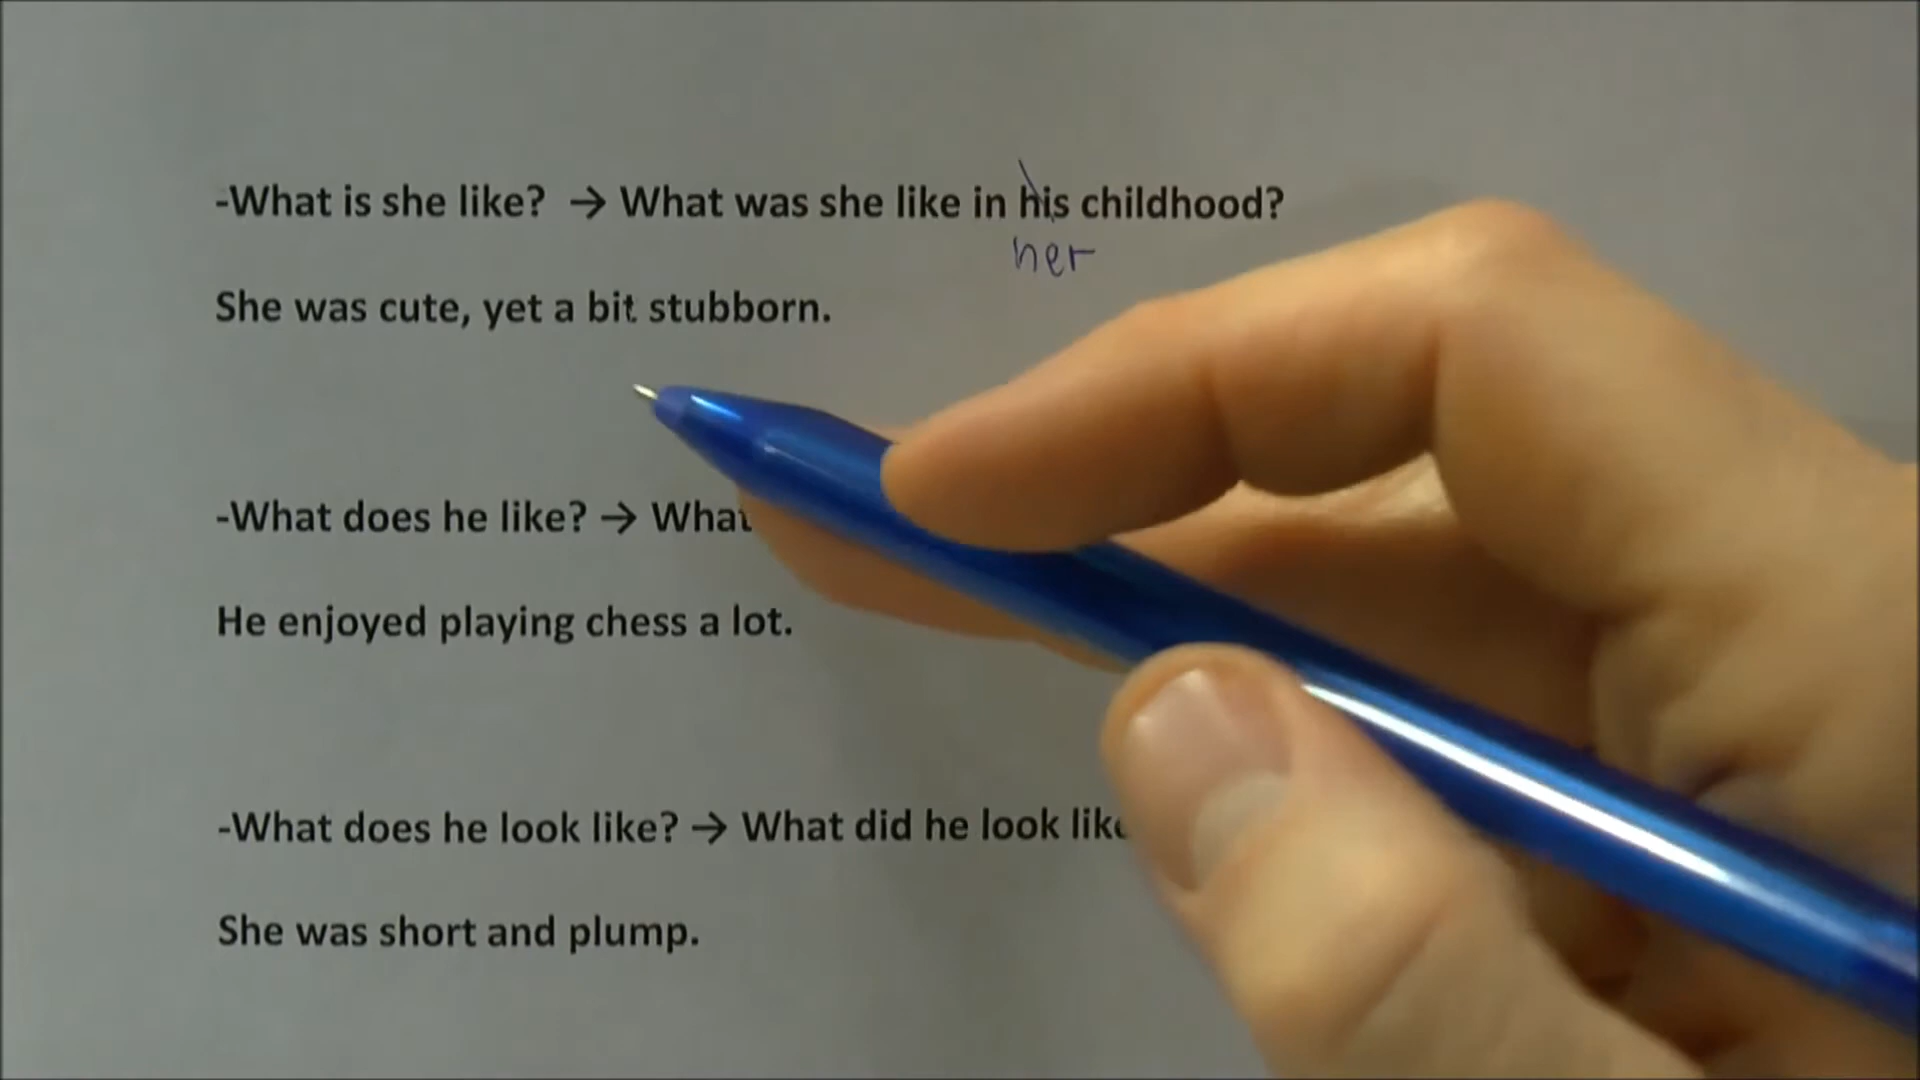 -What is she like? → What was she like in his childhood?
her
She was cute, yet a bit stubborn.
-What does he like? → What
He enjoyed playing chess a lot.
-What does he look like? → What did he look like
She was short and plump.